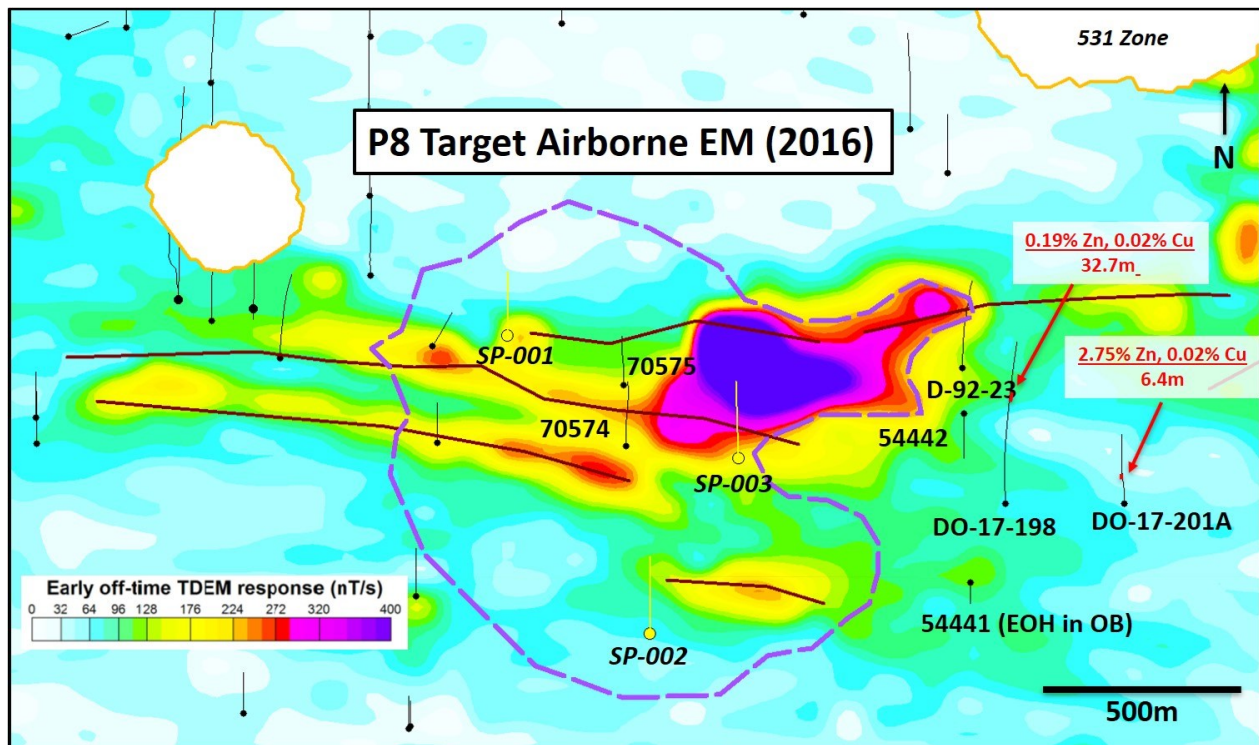 531 Zone
P8 Target Airborne EM (2016)
N
0.19% Zn, 0.02% Cu
32.7m
2.75% Zn, 0.02% Cu
6.4m
SP-001
70575
D-92-23
70574
54442
SP-003
DO-17-198
DO-17-201A
Early off-time TDEM response (nT/s)
0 32 64 96 128 176 224 272 320 400
54441 (EOH in OB)
SP-002
500m